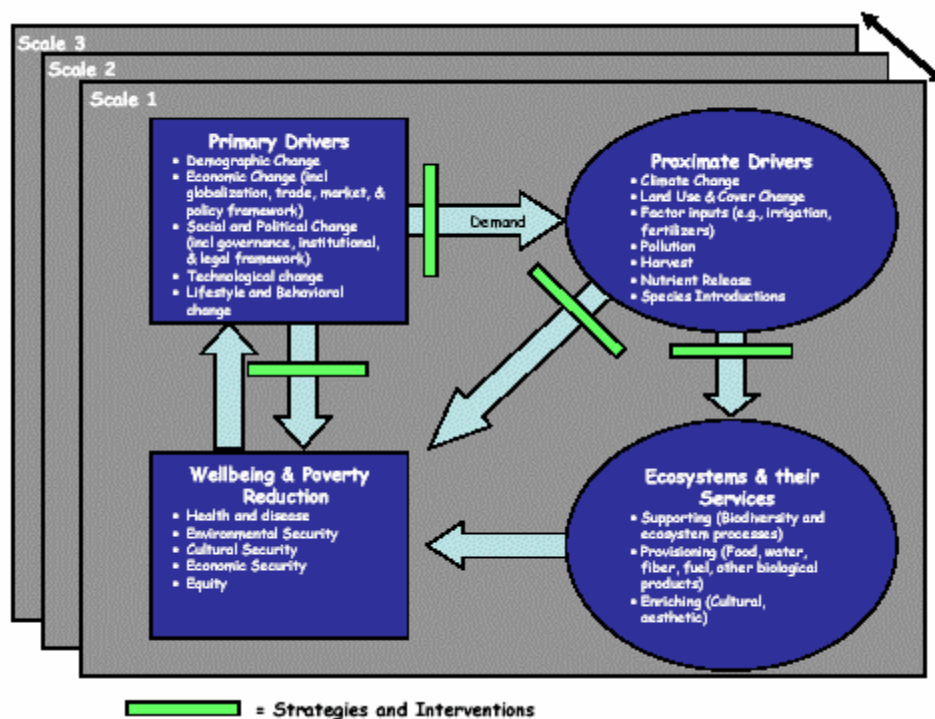 Scale 3
Scale 2
Scale 1
Primary Drivers
• Demographic Change
• Economic Change (incl
globalization, trade, market, &
policy framework)
• Social and Political Change
(incl governance, institutional,
& legal framework)
• Technological change
• Lifestyle and Behavioral
change
Demand
Proximate Drivers
• Climate Change
• Land Use & Cover Change
• Factor inputs (e.g., irrigation,
fertilizers)
• Pollution
• Harvest
• Nutrient Release
• Species Introductions
Wellbeing & Poverty
Reduction
• Health and disease
• Environmental Security
• Cultural Security
• Economic Security
• Equity
Ecosystems & their
Services
• Supporting (Biodiversity and
ecosystem processes)
• Provisioning (Food, water,
fiber, fuel, other biological
products)
• Enriching (Cultural,
aesthetic)
= Strategies and Interventions